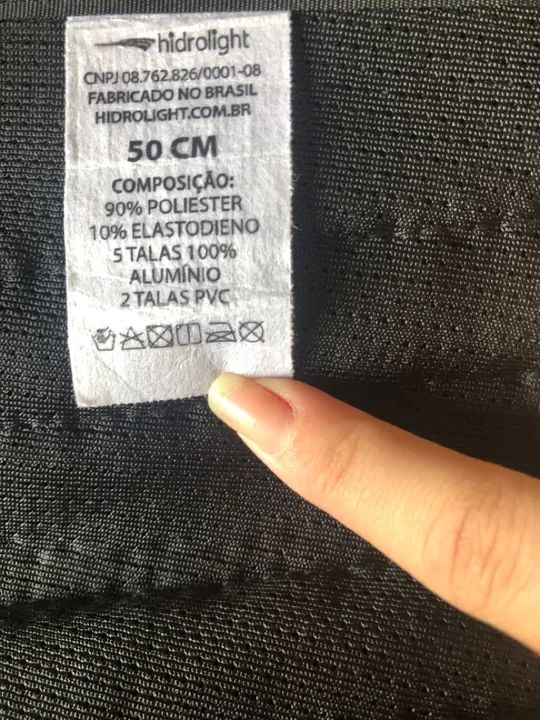 hidrolight
CNPJ 08.762.826/0001-08
FABRICADO NO BRASIL
HIDROLIGHT.COM.BR
50 CM
COMPOSIÇÃO:
90% POLIESTER
10% ELASTODIENO
5 TALAS 100%
ALUMÍNIO
2 TALAS PVC